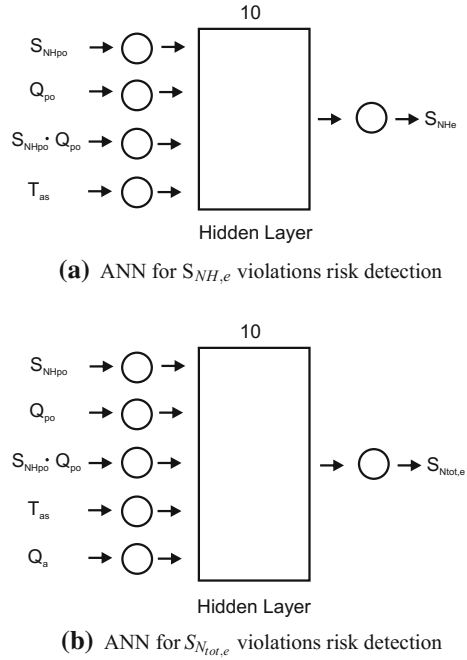 10
S_NHpo
Q_po
S_NHpo · Q_po
T_as
S_NHe
Hidden Layer
(a) ANN for S_NH,e violations risk detection
10
S_NHpo
Q_po
S_NHpo · Q_po
T_as
Q_a
S_Ntot,e
Hidden Layer
(b) ANN for S_N_tot,e violations risk detection